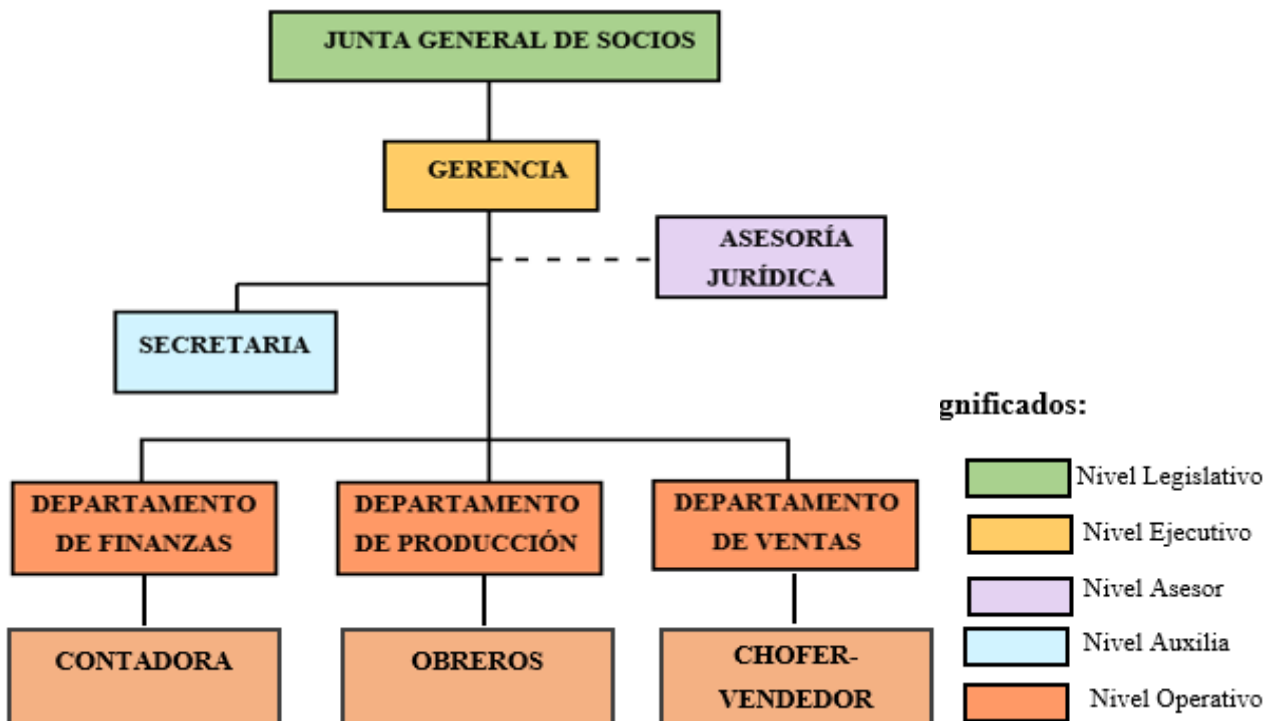 JUNTA GENERAL DE SOCIOS
GERENCIA
ASESORÍA
JURÍDICA
SECRETARIA
gnificados:
Nivel Legislativo
Nivel Ejecutivo
Nivel Asesor
Nivel Auxilia
Nivel Operativo
DEPARTAMENTO
DE FINANZAS
DEPARTAMENTO
DE PRODUCCIÓN
DEPARTAMENTO
DE VENTAS
CONTADORA
OBREROS
CHOFER-
VENDEDOR